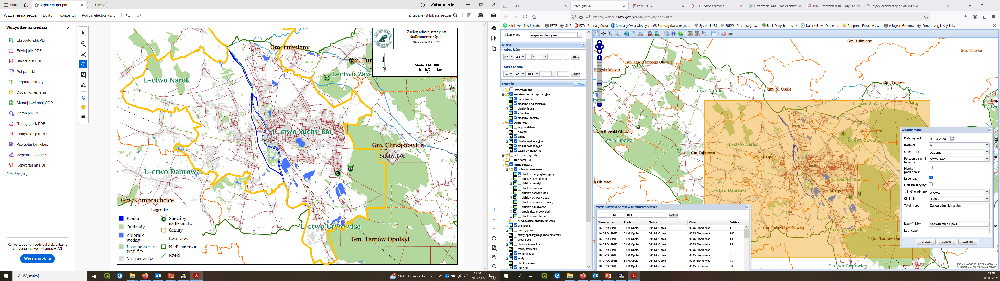 Menu
Opole mapa.pdf
+ Utwórz
Zaloguj się
Wszystkie narzędzia
Edytuj
Konwertuj
Podpis elektroniczny
Znajdź tekst lub narzędzia
Wszystkie narzędzia
Eksportuj plik PDF
Edytuj plik PDF
Utwórz plik PDF
Połącz pliki
Organizuj strony
Dodaj komentarze
Skanuj i wykonaj OCR
Chroń plik PDF
Redaguj plik PDF
Kompresuj plik PDF
Przygotuj formularz
Wypełnij i podpisz
Konwertuj na PDF
Pokaż więcej
Konwertuj, edytuj i podpisuj elektronicznie
formularze i umowy w formacie PDF
Wersja próbna
Zasięg administracyjny
Nadleśnictwo Opole
Stan na 09-03-2025
Skala 1:80000
0 0.5 1 km
N
Gm. Łubniany
Gm. Tur
L-ctwo Zaw
L-ctwo Narok
L-ctwo Suchy Bór
Gm. Chrząstowice
Suchy Bór
L-ctwo Dąbrowa
Gm. Komprachcice
L-ctwo Grotowice
Gm. Tarnów Opolski
Legenda:
Rzeka
Oddziały
Zbiornik
wodny
Lasy poza zarz.
PGL LP
Miejscowość
Siedziby
nadleśnictw
Gminy
Leśnictwa
Nadleśnictwa
Rzeki
1
1
Wyszukaj
16°C Duże zachmurz...
13:40
09.03.2025
SILP
Przeglądarka
Panel BI SAP
EZD - Strona główna
Urządzanie lasu - Nadleśnictwo
Plan urządzenia lasu - Lasy Pań
użytek ekologiczny grudzucki g
https://web.silp.lasy.gov.pl/LMN/viewer/index.html
Is It Love • 3LAU, Yeah...
ERTG
SILP
EZD - Strona główna
Strona główna witryny...
Strona główna instytu...
System EKRS
EUKW - Prezentacja K...
Bank Danych o Lasach
Nadleśnictwo Opole - ...
Geoportal Polski, wszy...
e-Rejestr Gruntów
Portal Usług Leśnych L...
Rodzaj mapy:
mapa ewidencyjna
Adresy
Adres leśny
02 - 40
Pokaż
Adres admin.
16 - 61 - 011
Pokaż
Legenda
+ WMS
Ortofotomapa
warstwy leśne - sytuacyjne
nadleśnictwo
siedziba nadleśnictwa
obręby leśne
leśnictwa
siedziby leśnictw
ewidencja
województwa
powiaty
gminy
obręby ewidencyjne
działki ewidencyjne
użytki ewidencyjne
ochrona przyrody
standard FSC
infrastruktura
obiekty punktowe
obiekty mapy sytuacyjnej
obiekty inżynieryjne
obiekty genetyki
obiekty łowieckie
obiekty ochrony lasu
obiekty ochrony ppoż
obiekty ochrony przyrody
obiekty turystyczne
typologiczne pow.siedl.
obiekty inwentarza
turystyczne obiekty liniowe
graniczniki
punkty ppoż
strefy operacyjne jednostek straży
drogi ppoż
obwody łowieckie
rewiry łowieckie
komunikacja
wody
obiekty liniowe
budynki
Gm. Łubniany
Gm. Turawa
Gm. Lewin Brzeski Ob. wiej.
Brzeski Miasto
Gm. Turawa
L-ctwo Narok
Gm. M. Opole
lipowa
L-ctwo Zawada
Wróblin
Lewin Brzeski Ob. wiej.
L-ctwo Lipowa
Gm. Turawa
L-ctwo Zawada
L-ctwo Narok
Gm. Dąbrowa
Gm. M. Opole
Opole
in Ob. wiej.
L-ctwo Suchy Bór
L-ctwo Dąbrowa
Gm. M. Opole
Górki
Gm. Prószków Ob. wiej.
L-ctwo Grotowice
Gm. Tarnów Opo
L-ctwo Grotowice
Wyszukiwarka adresów administracyjnych
16 - 61 - 011
Szukaj
Województwo Powiat Gmina Obręb Działka
16 OPOLSKIE 61 M.Opole 011 M. Opole 0005 Bierkowice 1
16 OPOLSKIE 61 M.Opole 011 M. Opole 0005 Bierkowice 103
16 OPOLSKIE 61 M.Opole 011 M. Opole 0005 Bierkowice 14
16 OPOLSKIE 61 M.Opole 011 M. Opole 0005 Bierkowice 15
16 OPOLSKIE 61 M.Opole 011 M. Opole 0005 Bierkowice 2
16 OPOLSKIE 61 M.Opole 011 M. Opole 0005 Bierkowice 3
16 OPOLSKIE 61 M.Opole 011 M. Opole 0005 Bierkowice 48
16 OPOLSKIE 61 M.Opole 011 M. Opole 0005 Bierkowice 86
Wydruk mapy
Data wydruku: 09-03-2025
Rozmiar: A4
Orientacja: poziomo
Położenie ramki i
legendy: prawy skos
Mapka
poglądowa:
Legenda:
Opis taksacyjny:
Jakość wydruku: wysoka
Skala 1: 80000
Tytuł mapy: Zasięg administracyjny
Nadleśnictwo: Nadleśnictwo Opole
Leśnictwo:
Drukuj
Dopasuj
Zamknij
50°37'17.9"N 17°52'26.7"E
X: 306673.78 Y: 420378.34
13:40
09.03.2025